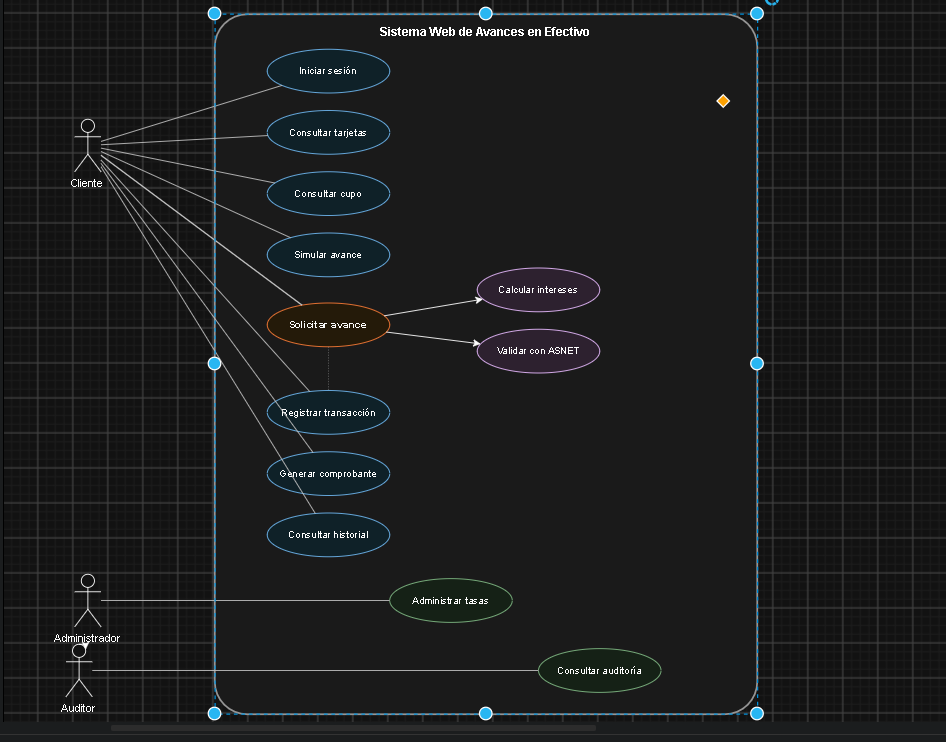 Sistema Web de Avances en Efectivo
Iniciar sesión
Consultar tarjetas
Cliente
Consultar cupo
Simular avance
Calcular intereses
Solicitar avance
Validar con ASNET
Registrar transacción
Generar comprobante
Consultar historial
Administrar tasas
Administrador
Consultar auditoría
Auditor